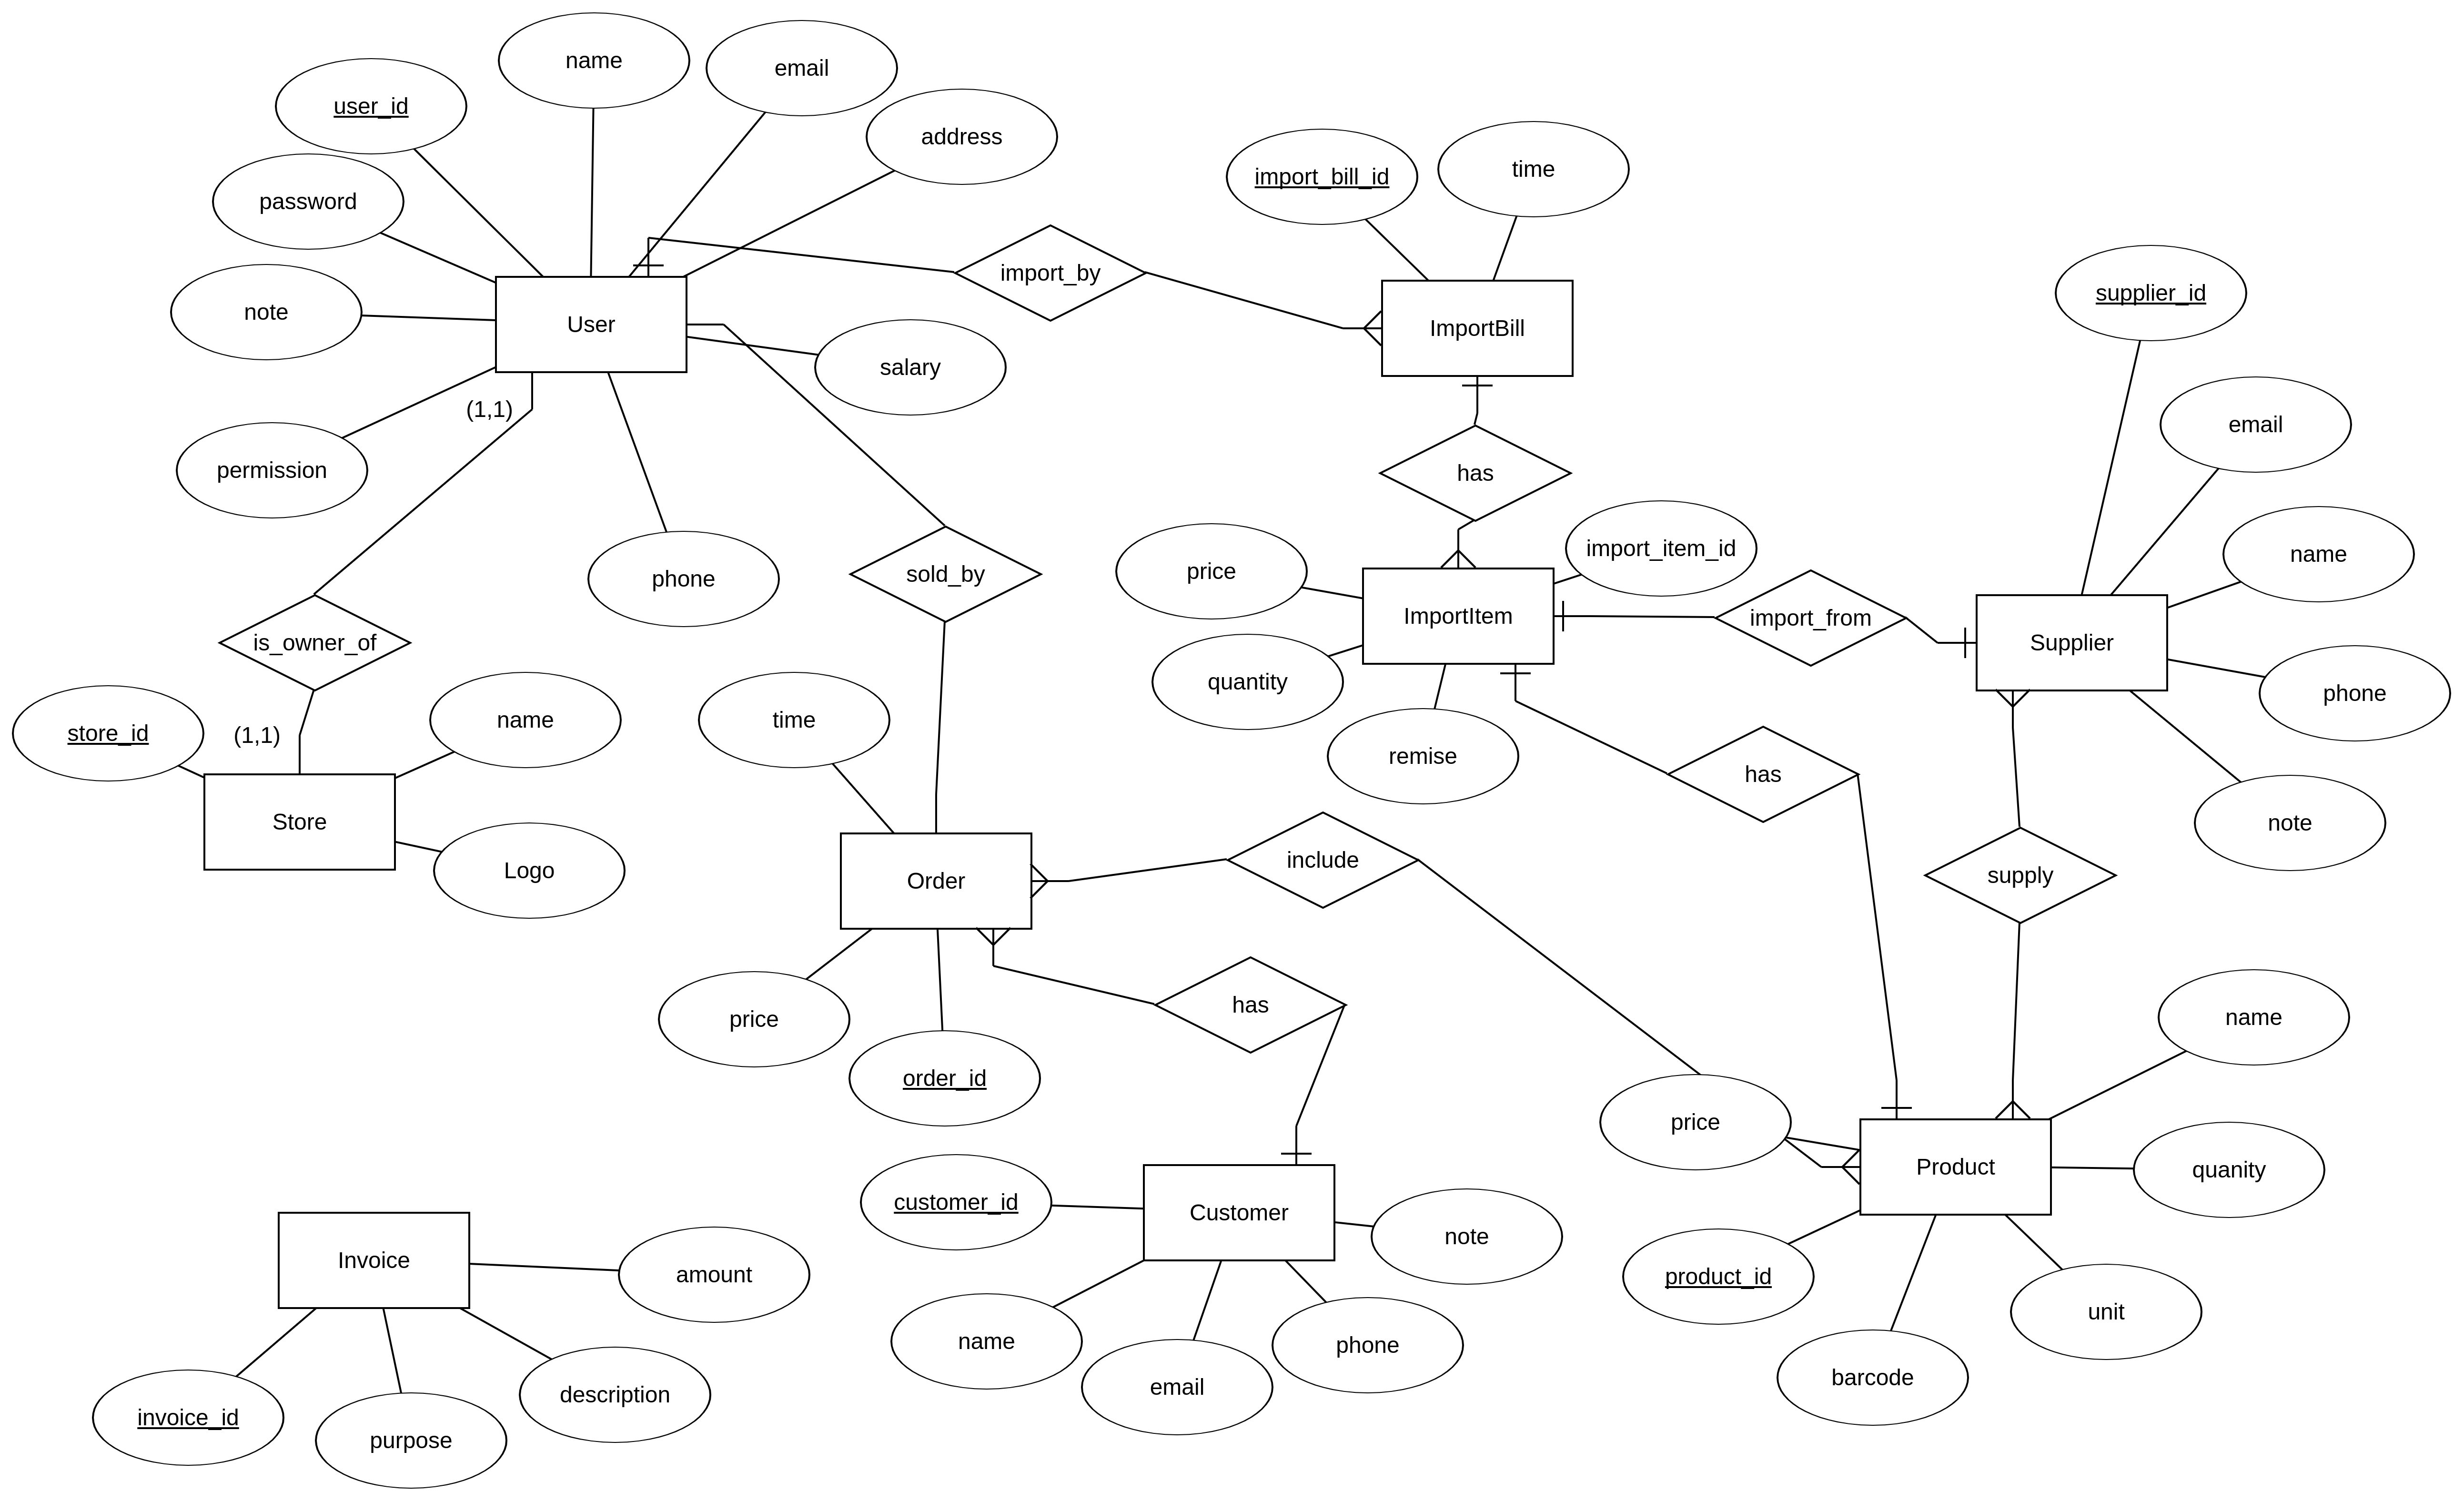 name
email
user_id
address
import_bill_id
time
password
import_by
supplier_id
note
User
ImportBill
salary
(1,1)
email
permission
has
import_item_id
name
price
phone
sold_by
ImportItem
import_from
is_owner_of
Supplier
quantity
phone
store_id
(1,1)
name
time
remise
has
Store
note
Logo
Order
include
supply
price
has
name
order_id
price
Product
quanity
customer_id
Customer
note
Invoice
amount
product_id
unit
name
phone
barcode
email
description
invoice_id
purpose